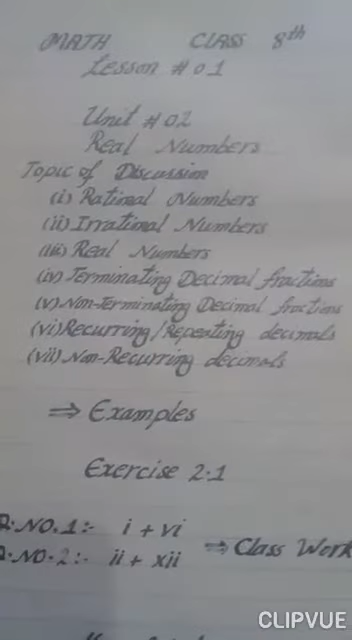 MATH CLASS 8th
Lesson # 01
Unit # 02
Real Numbers
Topic of Discussion
(i) Rational Numbers
(ii) Irrational Numbers
(iii) Real Numbers
(iv) Terminating Decimal fractions
(v) Non-Terminating Decimal fractions
(vi) Recurring/Repeating decimals
(vii) Non-Recurring decimals
⇒ Examples
Exercise 2.1
Q.NO.1:- i + vi
Q.NO.2:- ii + xii ⇒ Class Work
CLIPVUE